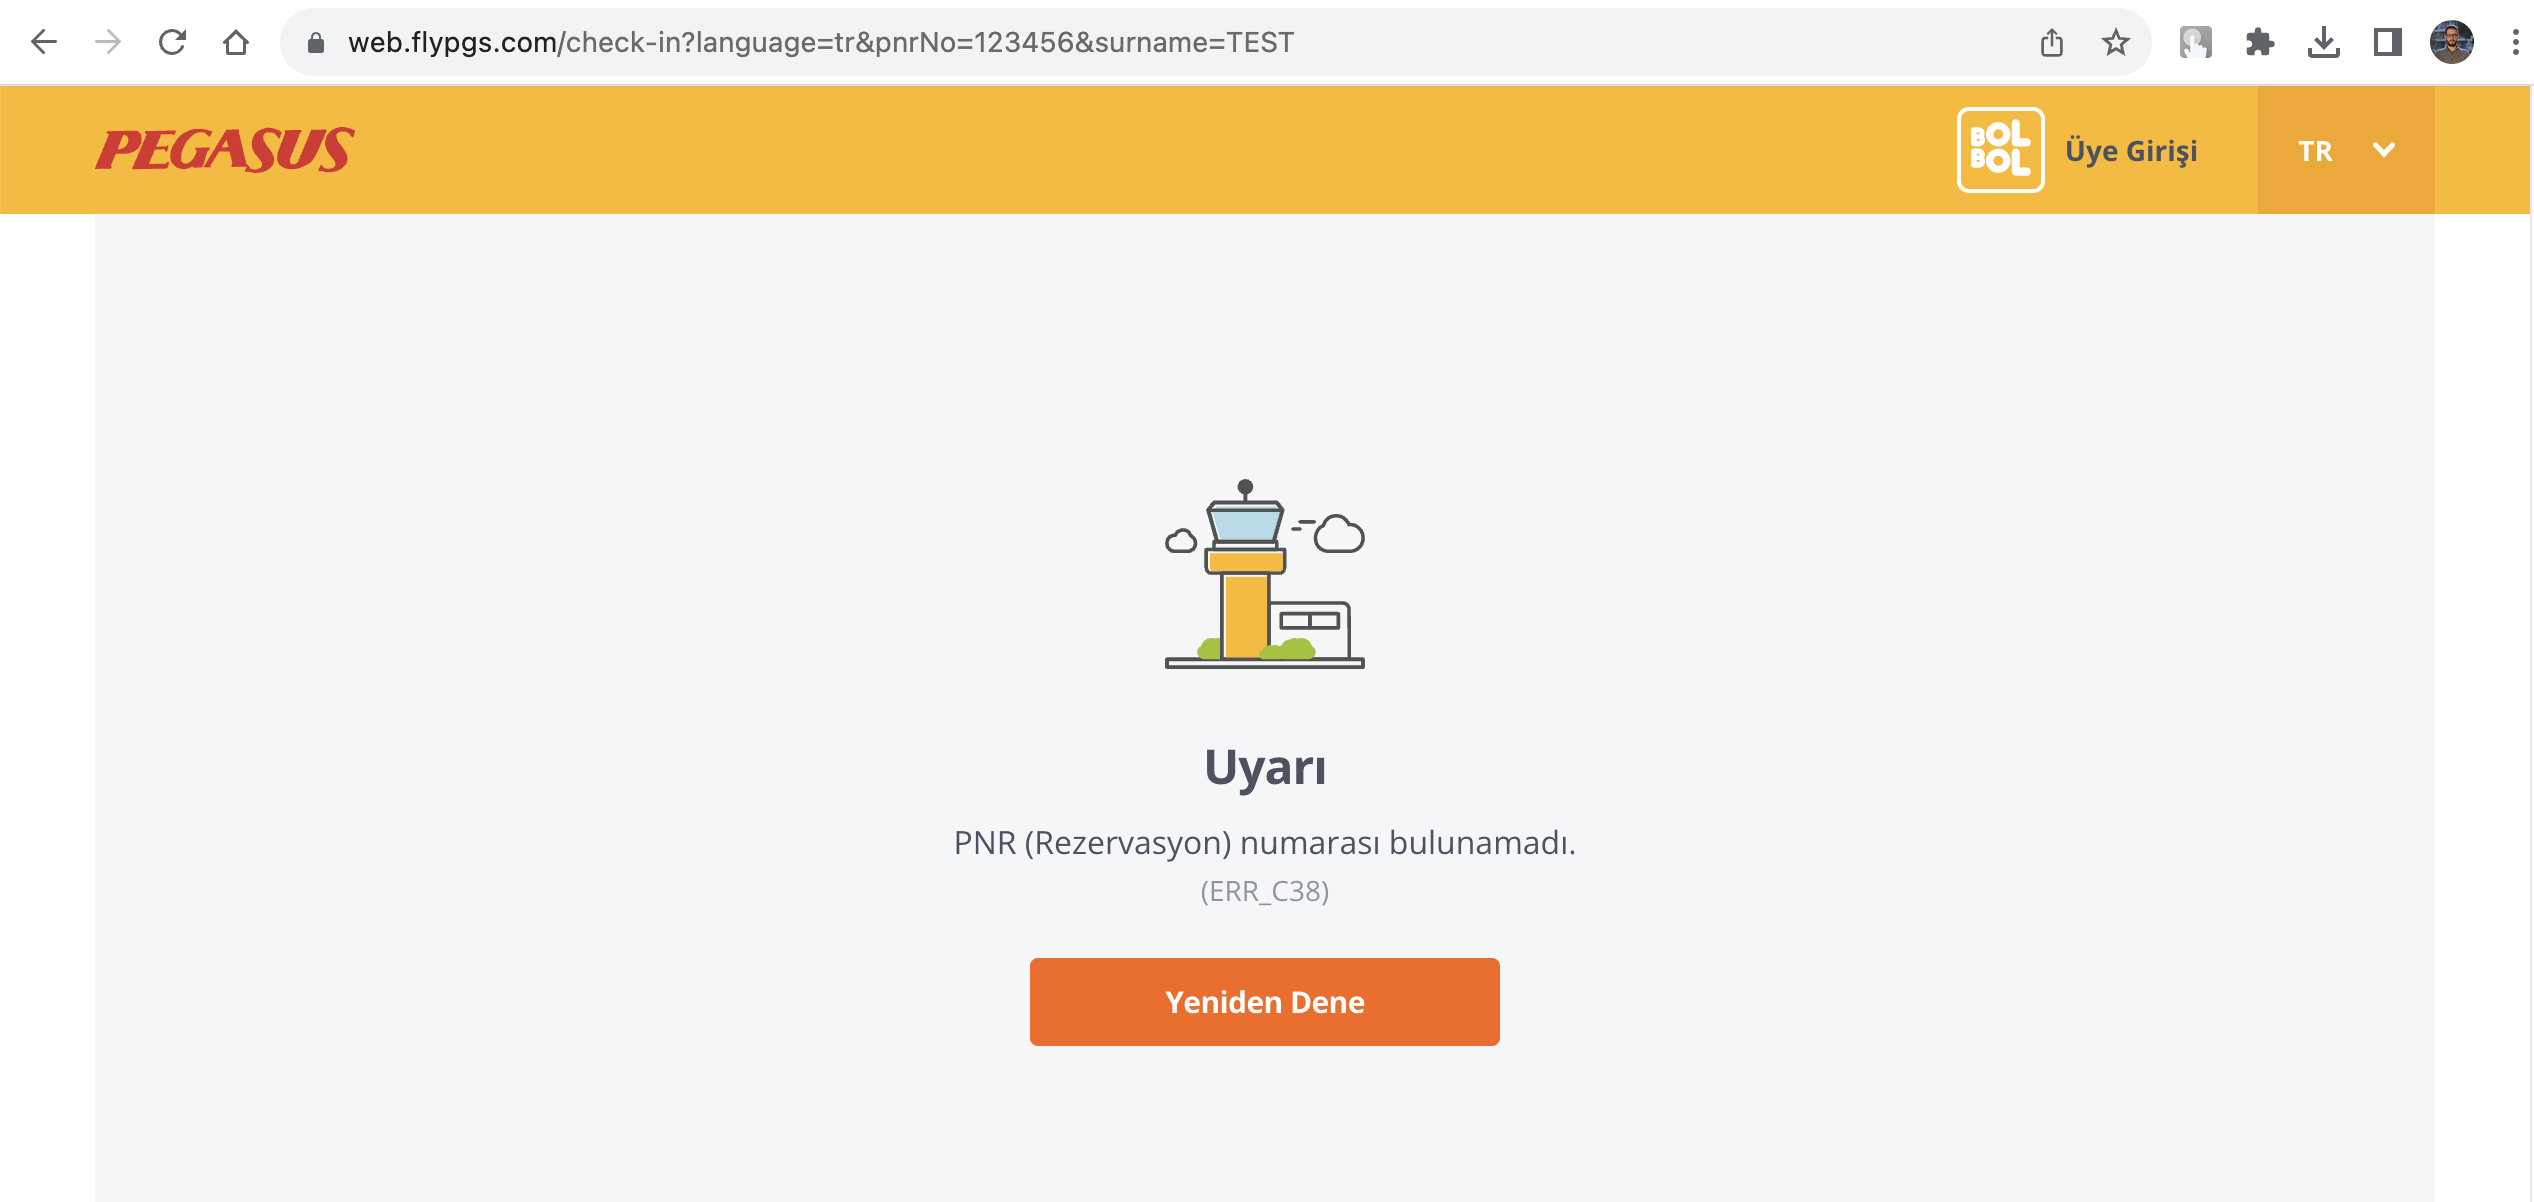 web.flypgs.com/check-in?language=tr&pnrNo=123456&surname=TEST
PEGASUS
BOL
BOL
Üye Girişi
TR
Uyarı
PNR (Rezervasyon) numarası bulunamadı.
(ERR_C38)
Yeniden Dene